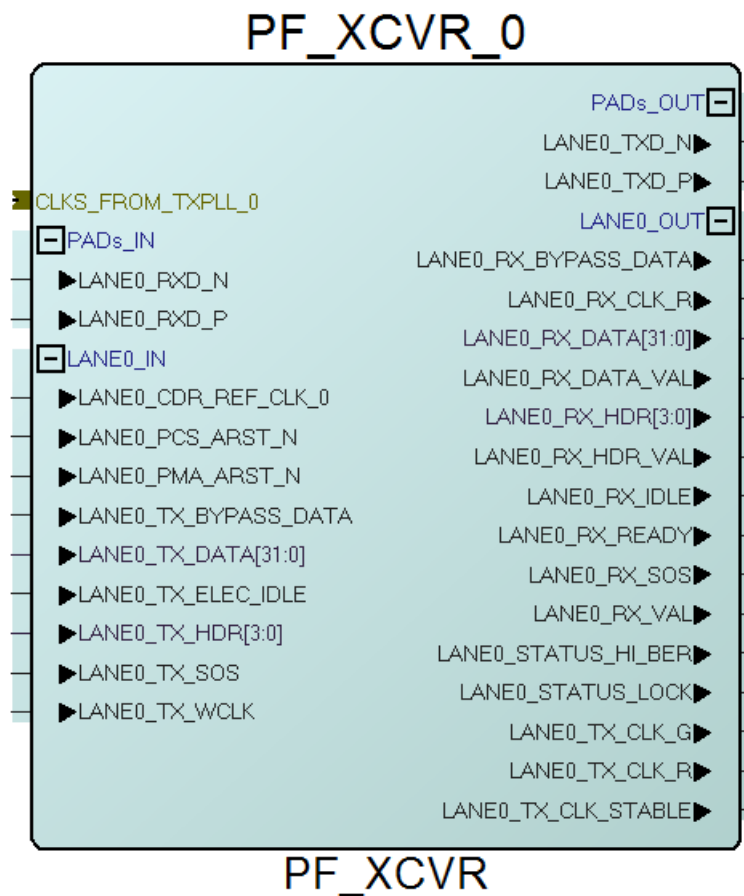 PF_XCVR_0
CLKS_FROM_TXPLL_0
PADs_IN
LANE0_RXD_N
LANE0_RXD_P
LANE0_IN
LANE0_CDR_REF_CLK_0
LANE0_PCS_ARST_N
LANE0_PMA_ARST_N
LANE0_TX_BYPASS_DATA
LANE0_TX_DATA[31:0]
LANE0_TX_ELEC_IDLE
LANE0_TX_HDR[3:0]
LANE0_TX_SOS
LANE0_TX_WCLK
PADs_OUT
LANE0_TXD_N
LANE0_TXD_P
LANE0_OUT
LANE0_RX_BYPASS_DATA
LANE0_RX_CLK_R
LANE0_RX_DATA[31:0]
LANE0_RX_DATA_VAL
LANE0_RX_HDR[3:0]
LANE0_RX_HDR_VAL
LANE0_RX_IDLE
LANE0_RX_READY
LANE0_RX_SOS
LANE0_RX_VAL
LANE0_STATUS_HI_BER
LANE0_STATUS_LOCK
LANE0_TX_CLK_G
LANE0_TX_CLK_R
LANE0_TX_CLK_STABLE
PF_XCVR